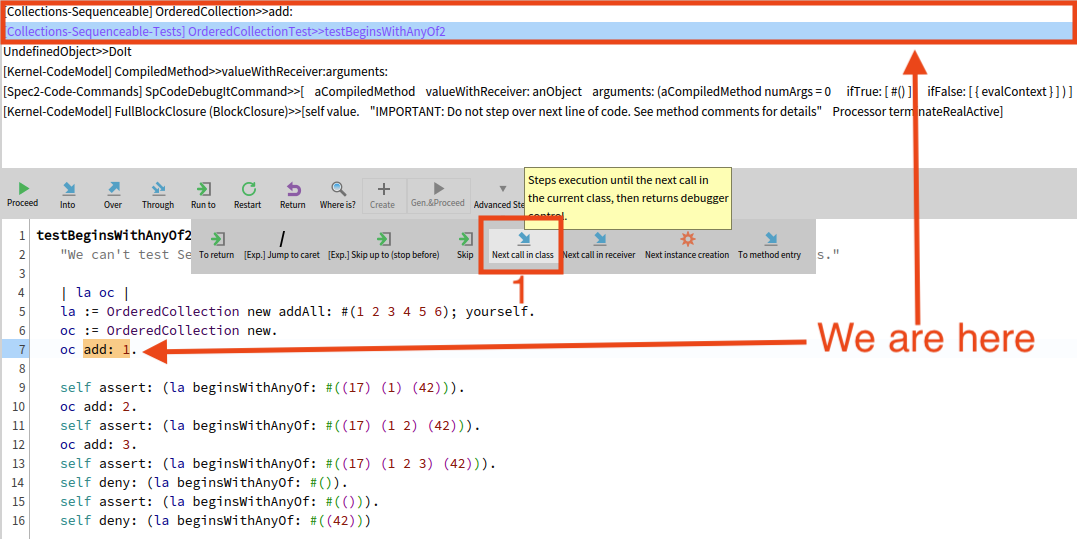 [Collections-Sequenceable] OrderedCollection>>add:
[Collections-Sequenceable-Tests] OrderedCollectionTest>>testBeginsWithAnyOf2
UndefinedObject>>DoIt
[Kernel-CodeModel] CompiledMethod>>valueWithReceiver:arguments:
[Spec2-Code-Commands] SpCodeDebugItCommand>>[ aCompiledMethod valueWithReceiver: anObject arguments: (aCompiledMethod numArgs = 0 ifTrue: [ #() ] ifFalse: [ { evalContext } ] ) ]
[Kernel-CodeModel] FullBlockClosure (BlockClosure)>>[self value. "IMPORTANT: Do not step over next line of code. See method comments for details" Processor terminateRealActive]
Proceed Into Over Through Run to Restart Return Where is? Create Gen.&Proceed Advanced Ste
Steps execution until the next call in
the current class, then returns debugger
control.
To return [Exp.] Jump to caret [Exp.] Skip up to (stop before) Skip Next call in class Next call in receiver Next instance creation To method entry
1
We are here
1 testBeginsWithAnyOf2
2 "We can't test Se s."
3
4 | la oc |
5 la := OrderedCollection new addAll: #(1 2 3 4 5 6); yourself.
6 oc := OrderedCollection new.
7 oc add: 1.
8
9 self assert: (la beginsWithAnyOf: #((17) (1) (42))).
10 oc add: 2.
11 self assert: (la beginsWithAnyOf: #((17) (1 2) (42))).
12 oc add: 3.
13 self assert: (la beginsWithAnyOf: #((17) (1 2 3) (42))).
14 self deny: (la beginsWithAnyOf: #()).
15 self assert: (la beginsWithAnyOf: #(())).
16 self deny: (la beginsWithAnyOf: #((42)))